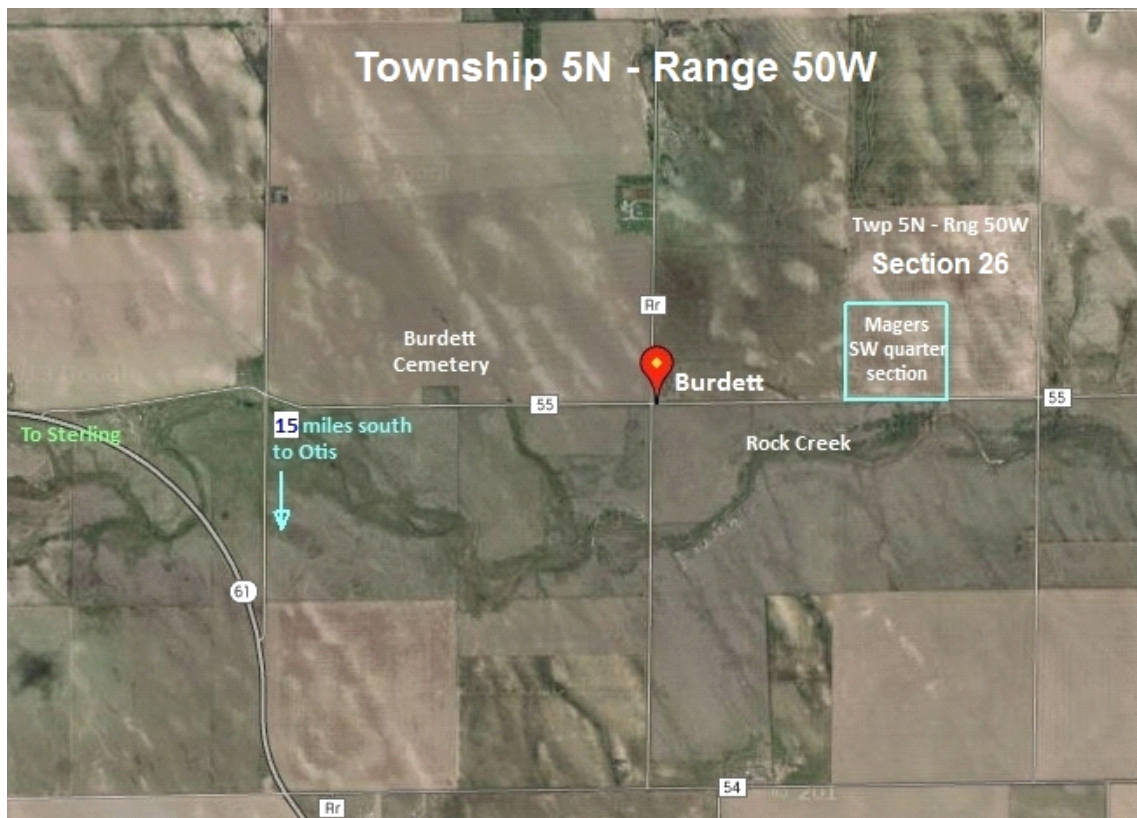 Township 5N - Range 50W
Twp 5N - Rng 50W
Section 26
Rr
Magers
SW quarter
section
Burdett
Cemetery
Burdett
55
55
To Sterling
15 miles south
to Otis
Rock Creek
61
54
Rr